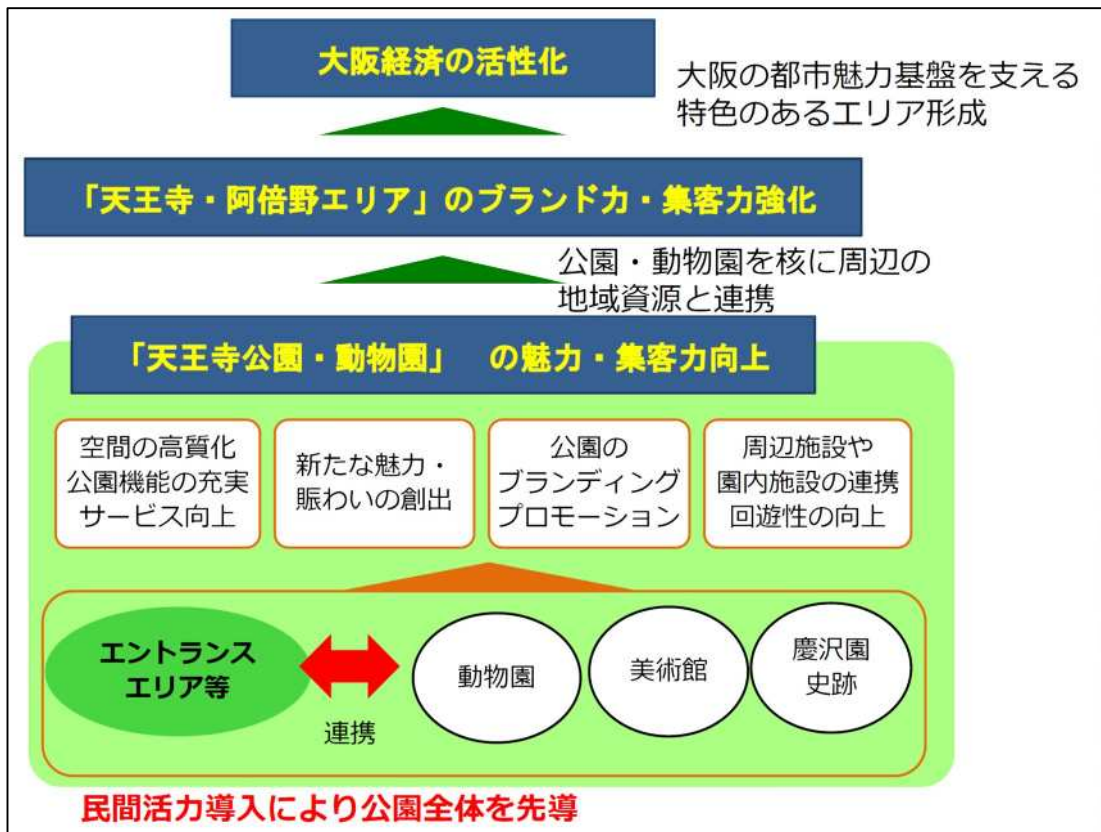 大阪経済の活性化
大阪の都市魅力基盤を支える
特色のあるエリア形成
「天王寺・阿倍野エリア」のブランド力・集客力強化
公園・動物園を核に周辺の
地域資源と連携
「天王寺公園・動物園」　の魅力・集客力向上
空間の高質化
公園機能の充実
サービス向上
新たな魅力・
賑わいの創出
公園の
ブランディング
プロモーション
周辺施設や
園内施設の連携
回遊性の向上
エントランス
エリア等
連携
動物園
美術館
慶沢園
史跡
民間活力導入により公園全体を先導